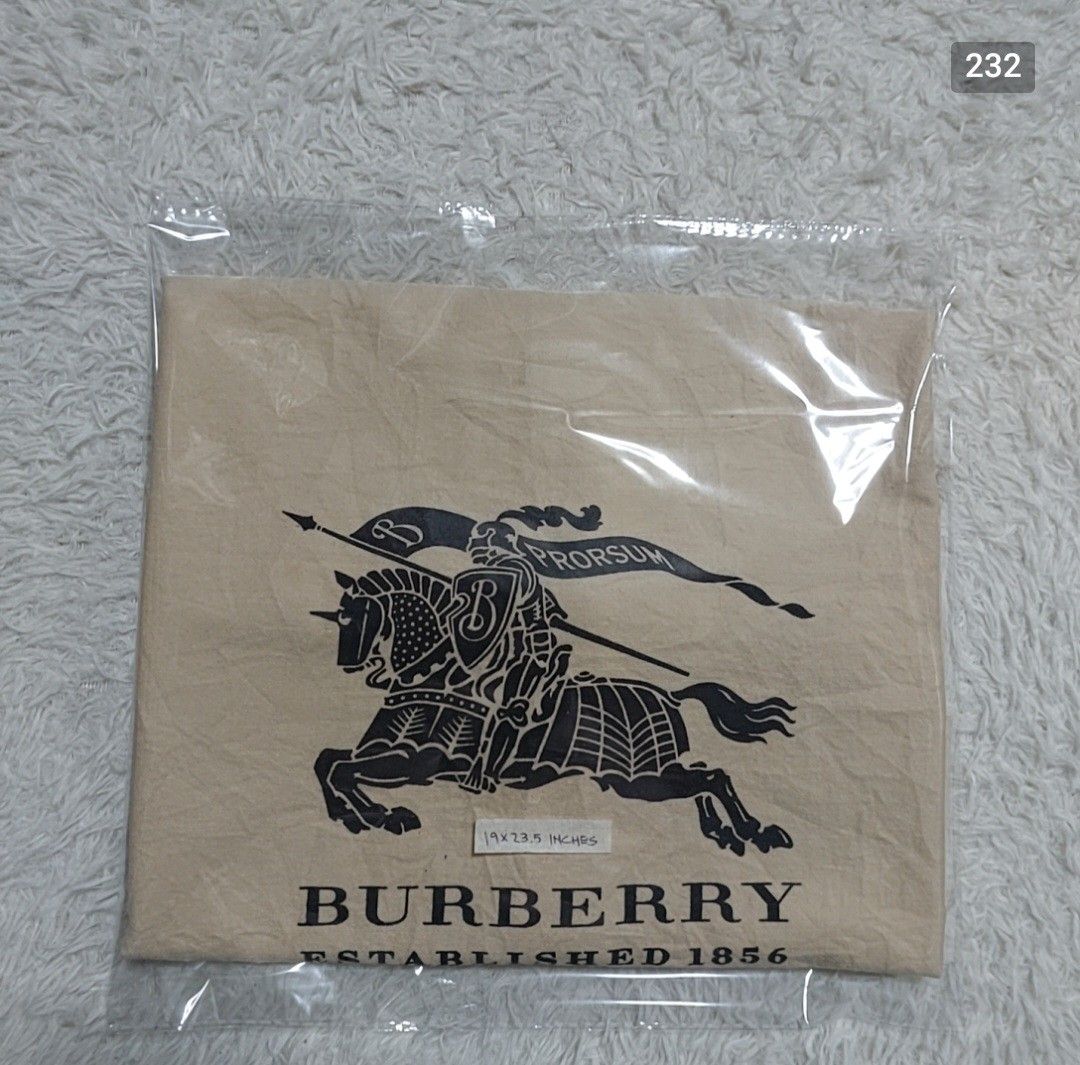 232
B PRORSUM
B
19X23.5 INCHES
BURBERRY
ESTABLISHED 1856